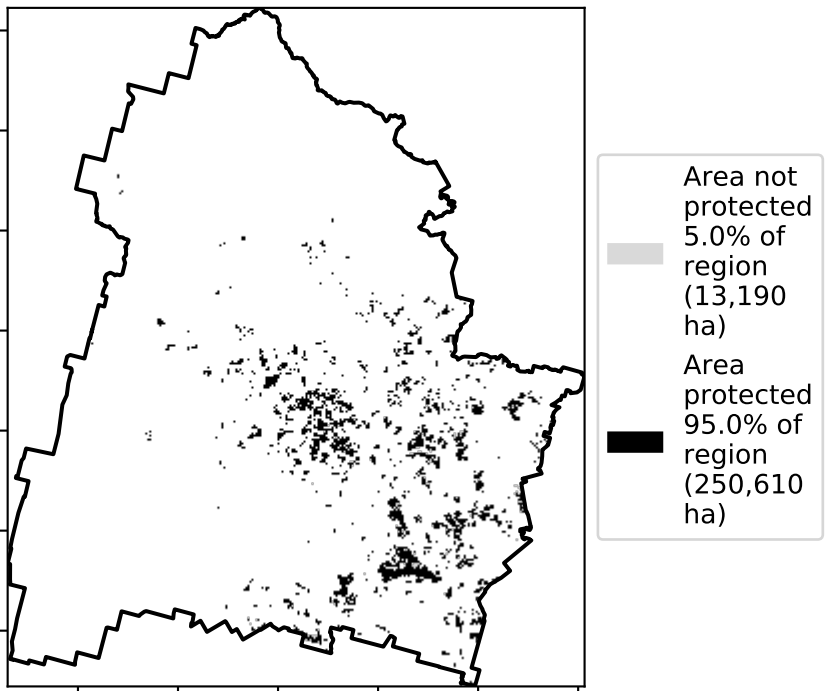 Area not
protected
5.0% of
region
(13,190
ha)
Area
protected
95.0% of
region
(250,610
ha)